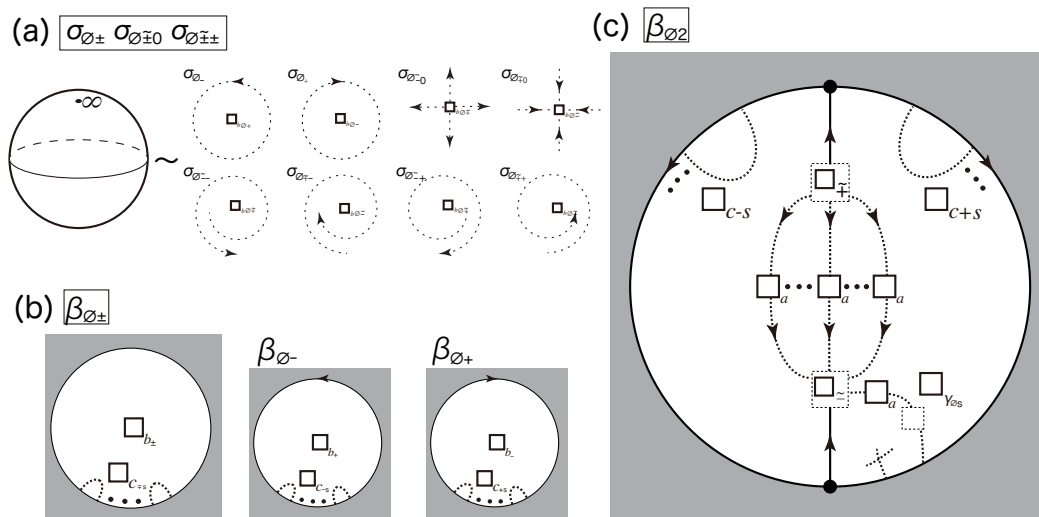 (a) σ∅± σ∅∓̃0 σ∅∓̃±
-∞
σ∅- σ∅+ σ∅-̃0 σ∅+̃0
b∅+ b∅-
σ∅-̃- σ∅+̃- σ∅-̃+ σ∅+̃+
(b) β∅±
β∅- β∅+
b± b+ b-
c∓s c-s c+s
(c) β∅2
+̃
c-s c+s
a a a
-̃ a γ∅s